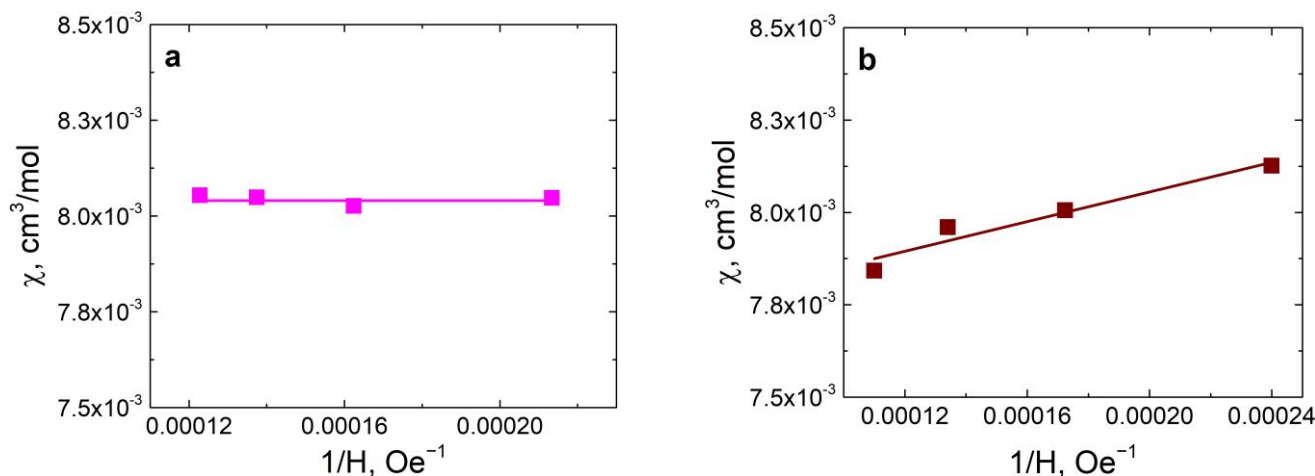 a
8.5x10⁻³
8.3x10⁻³
8.0x10⁻³
7.8x10⁻³
7.5x10⁻³
χ, cm³/mol
0.00012
0.00016
0.00020
1/H, Oe⁻¹
b
8.5x10⁻³
8.3x10⁻³
8.0x10⁻³
7.8x10⁻³
7.5x10⁻³
χ, cm³/mol
0.00012
0.00016
0.00020
0.00024
1/H, Oe⁻¹